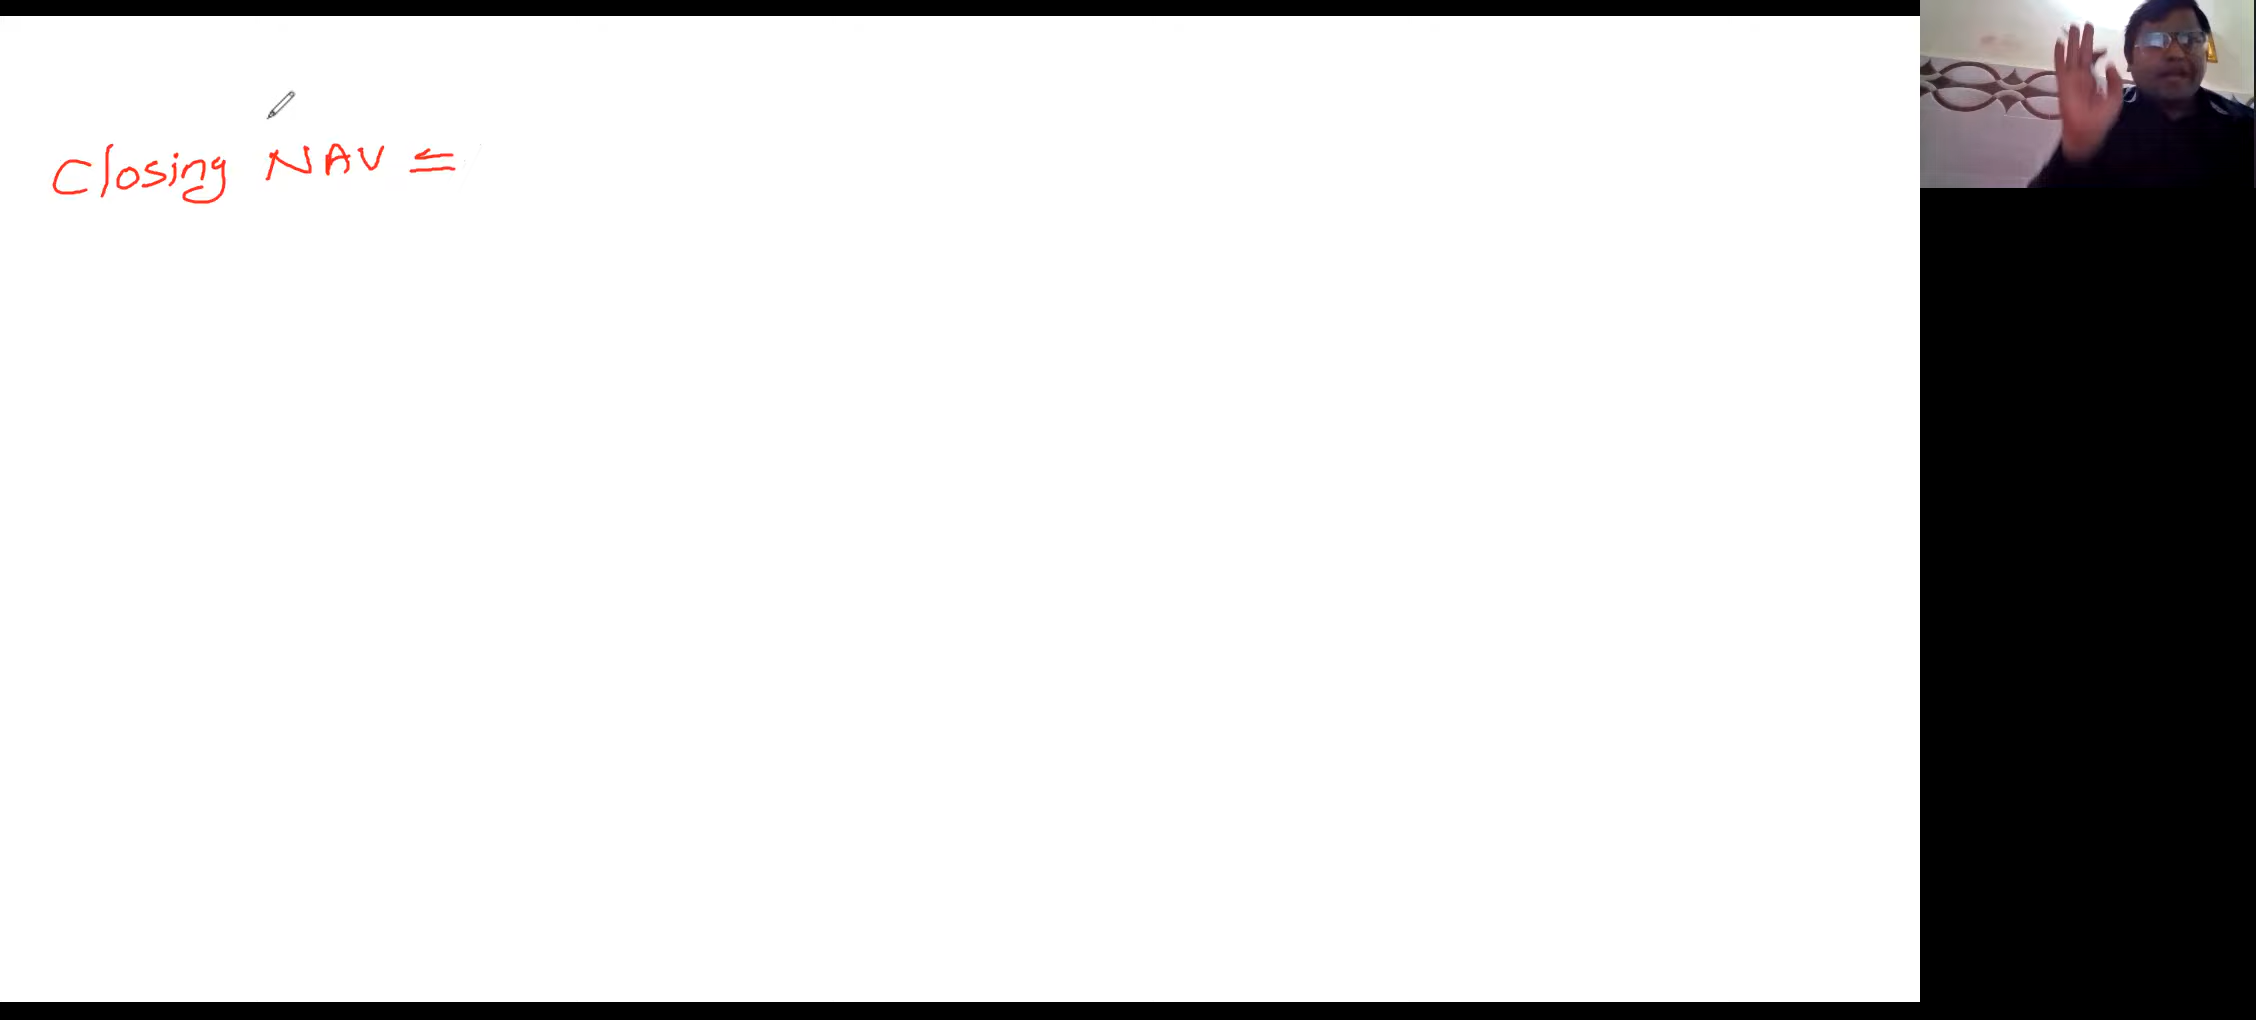 Closing NAV =